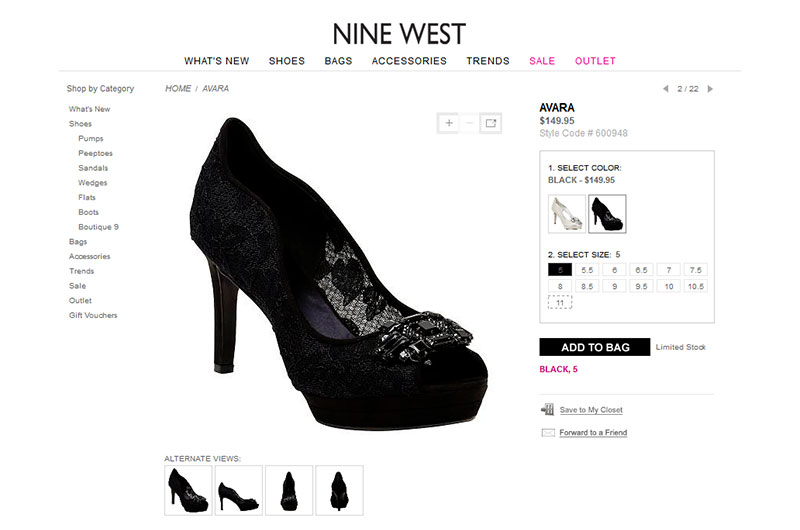 NINE WEST
WHAT'S NEW SHOES BAGS ACCESSORIES TRENDS SALE OUTLET
Shop by Category
What's New
Shoes
Pumps
Peeptoes
Sandals
Wedges
Flats
Boots
Boutique 9
Bags
Accessories
Trends
Sale
Outlet
Gift Vouchers
HOME / AVARA
2 / 22
AVARA
$149.95
Style Code # 600948
1. SELECT COLOR:
BLACK - $149.95
2. SELECT SIZE: 5
5 5.5 6 6.5 7 7.5
8 8.5 9 9.5 10 10.5
11
ADD TO BAG Limited Stock
BLACK, 5
Save to My Closet
Forward to a Friend
ALTERNATE VIEWS: